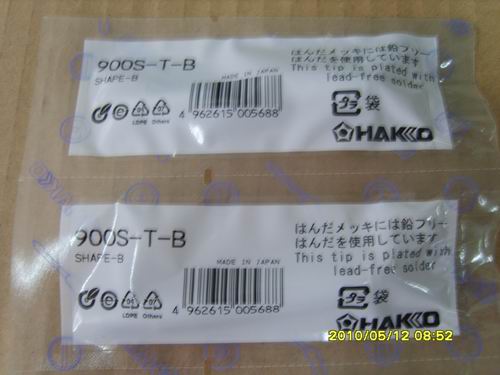 900S-T-B
SHAPE-B
MADE IN JAPAN
LDPE Others
4 962615 005688
はんだメッキには鉛フリー
はんだを使用しています
This tip is plated with
lead-free solder
プラ 袋
HAKKO
900S-T-B
SHAPE-B
MADE IN JAPAN
LDPE Others
4 962615 005688
はんだメッキには鉛フリー
はんだを使用しています
This tip is plated with
lead-free solder
プラ 袋
HAKKO
2010/05/12 08:52